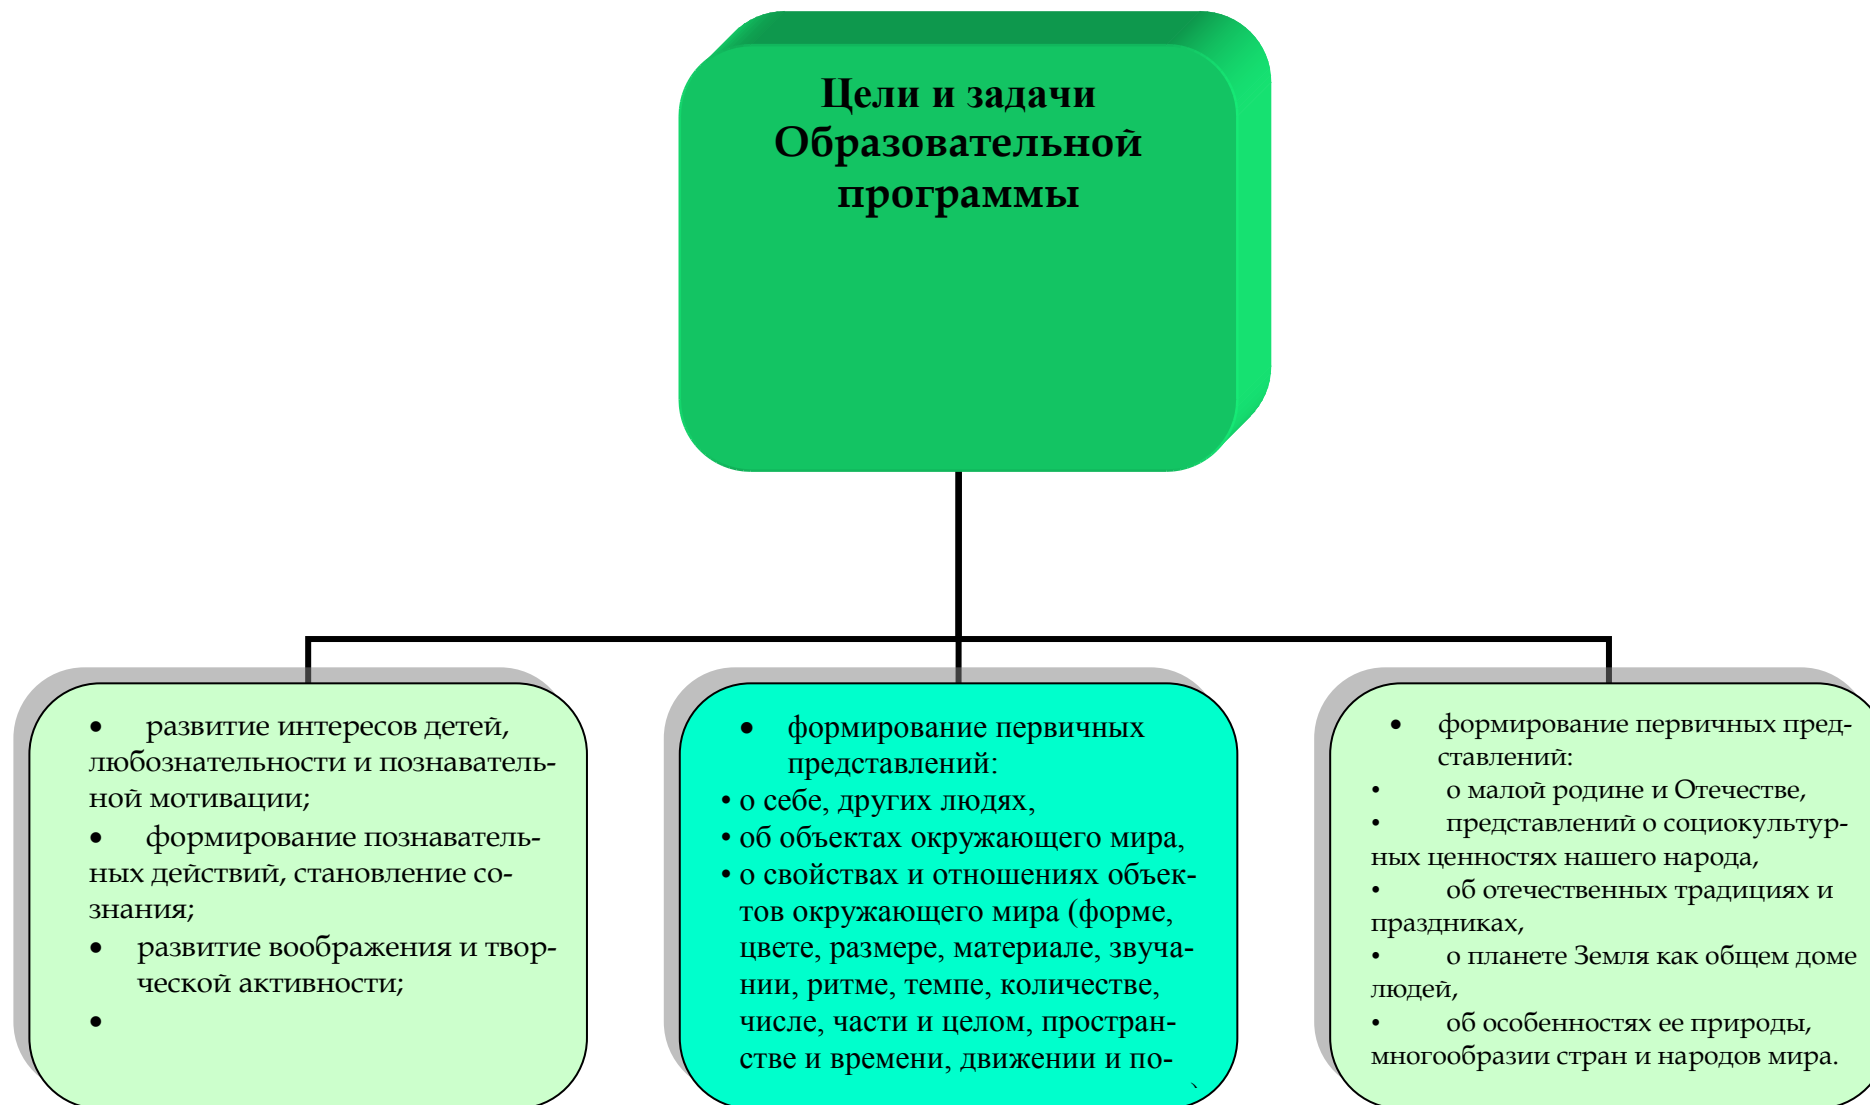 Цели и задачи
Образовательной
программы
• развитие интересов детей,
любознательности и познаватель-
ной мотивации;
• формирование познаватель-
ных действий, становление со-
знания;
• развитие воображения и твор-
ческой активности;
•
• формирование первичных
представлений:
• о себе, других людях,
• об объектах окружающего мира,
• о свойствах и отношениях объек-
тов окружающего мира (форме,
цвете, размере, материале, звуча-
нии, ритме, темпе, количестве,
числе, части и целом, простран-
стве и времени, движении и по-
• формирование первичных пред-
ставлений:
• о малой родине и Отечестве,
• представлений о социокультур-
ных ценностях нашего народа,
• об отечественных традициях и
праздниках,
• о планете Земля как общем доме
людей,
• об особенностях ее природы,
многообразии стран и народов мира.